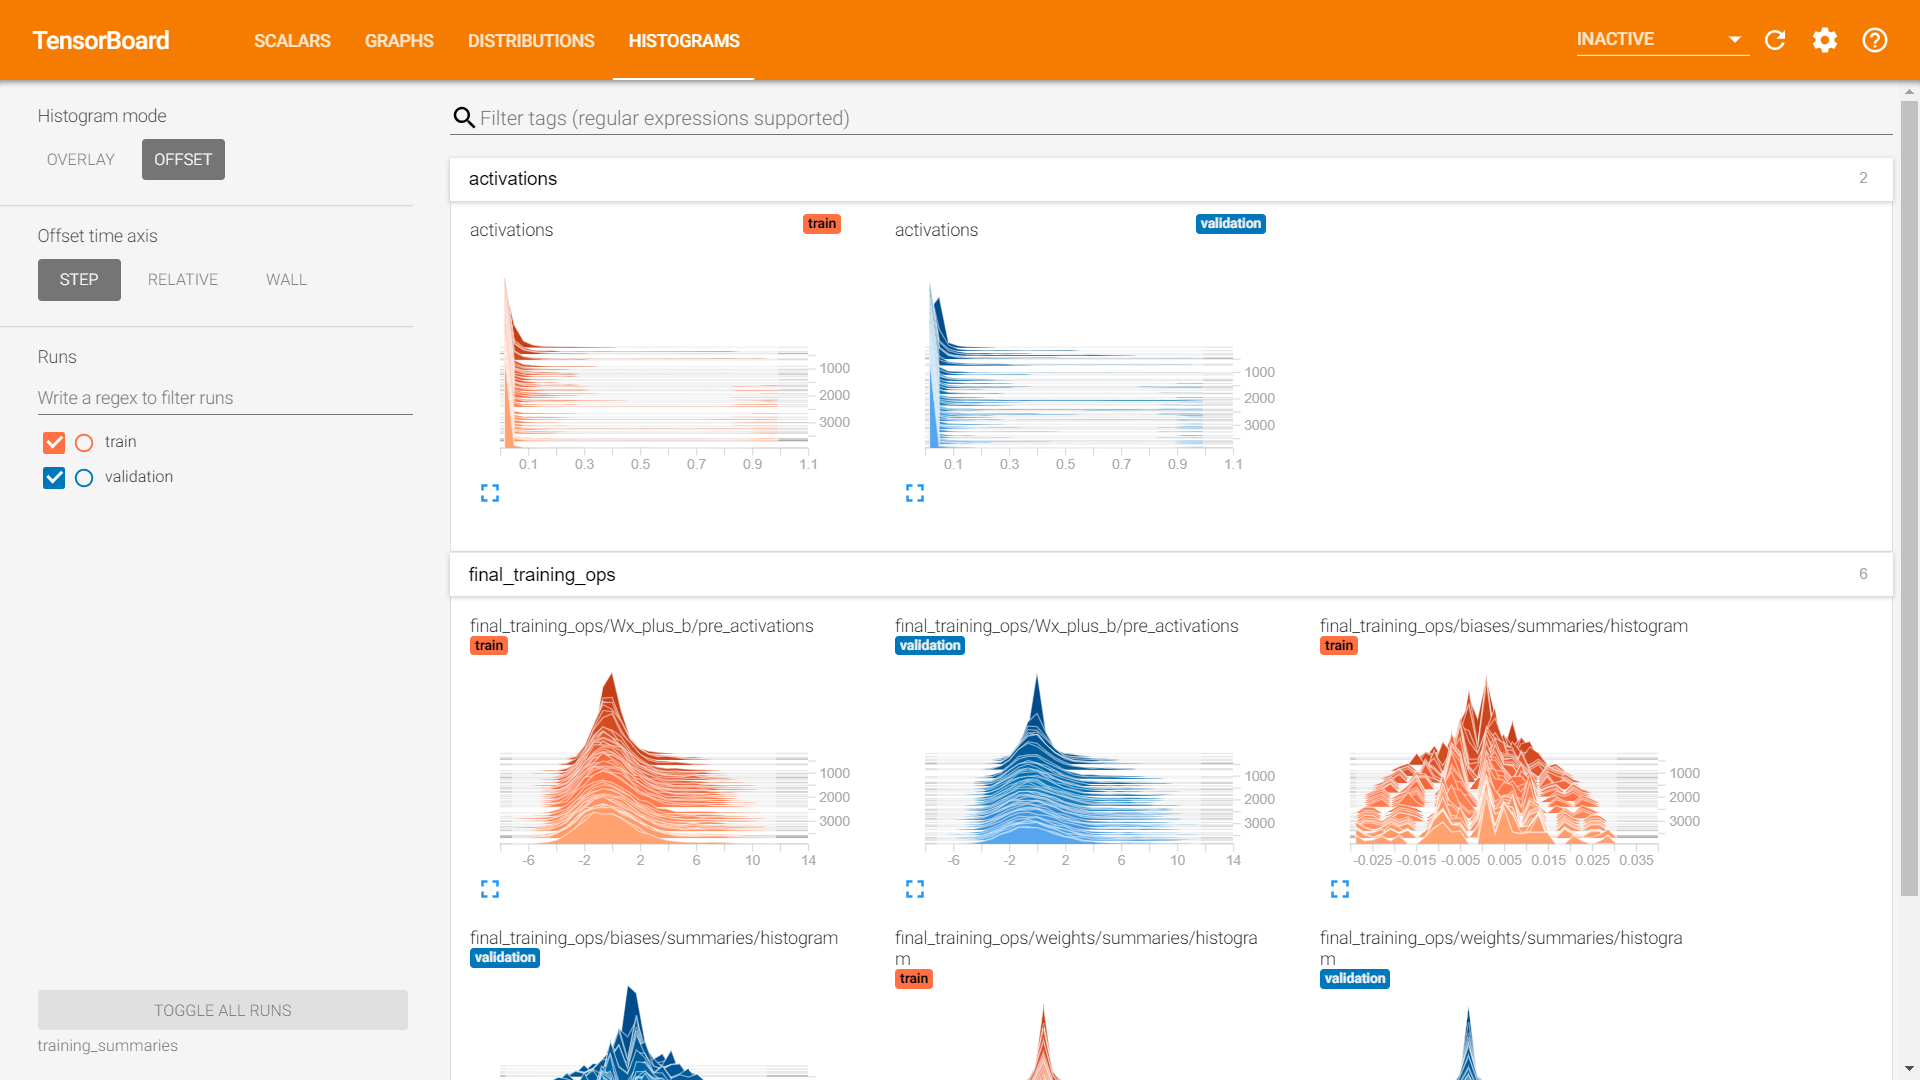 TensorBoard
SCALARS
GRAPHS
DISTRIBUTIONS
HISTOGRAMS
INACTIVE
Histogram mode
OVERLAY
OFFSET
Offset time axis
STEP
RELATIVE
WALL
Runs
Write a regex to filter runs
train
validation
TOGGLE ALL RUNS
training_summaries
Filter tags (regular expressions supported)
activations
2
activations
train
1000
2000
3000
0.1 0.3 0.5 0.7 0.9 1.1
activations
validation
1000
2000
3000
0.1 0.3 0.5 0.7 0.9 1.1
final_training_ops
6
final_training_ops/Wx_plus_b/pre_activations
train
1000
2000
3000
-6 -2 2 6 10 14
final_training_ops/Wx_plus_b/pre_activations
validation
1000
2000
3000
-6 -2 2 6 10 14
final_training_ops/biases/summaries/histogram
train
1000
2000
3000
-0.025 -0.015 -0.005 0.005 0.015 0.025 0.035
final_training_ops/biases/summaries/histogram
validation
final_training_ops/weights/summaries/histogra
m
train
final_training_ops/weights/summaries/histogra
m
validation